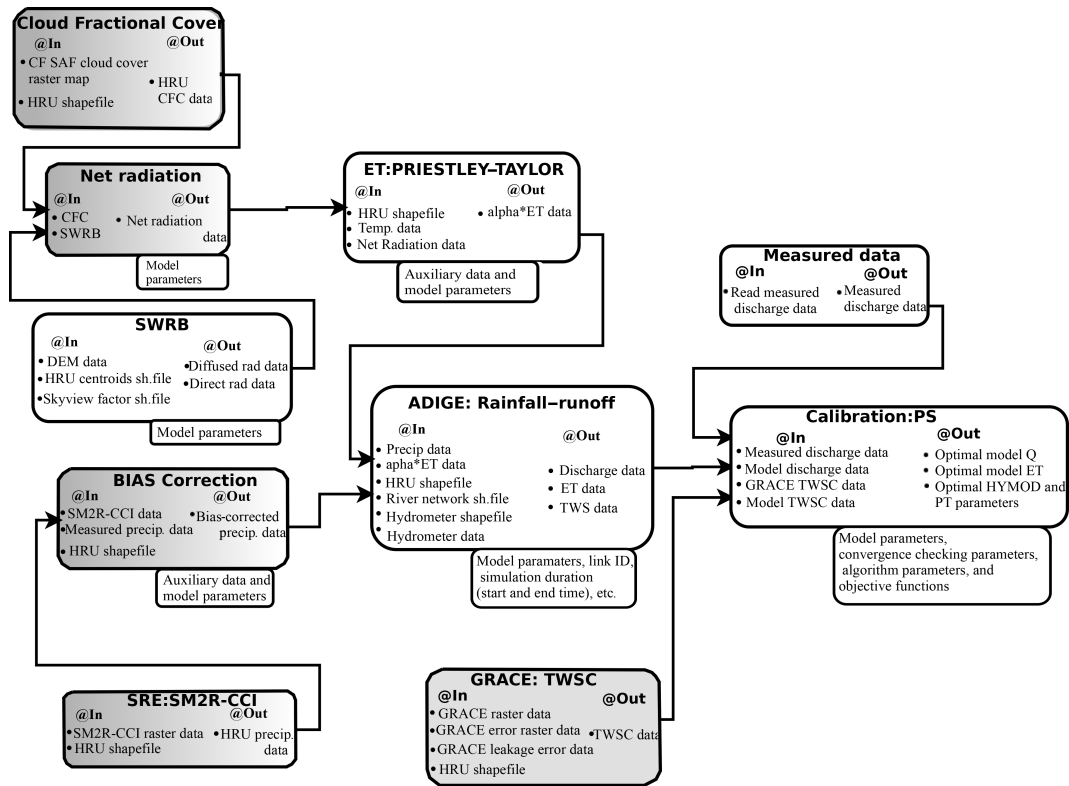 Cloud Fractional Cover
@In
@Out
• CF SAF cloud cover
raster map
• HRU shapefile
• HRU
CFC data
Net radiation
@In
@Out
• CFC
• SWRB
• Net radiation
data
Model
parameters
SWRB
@In
@Out
• DEM data
• HRU centroids sh.file
• Skyview factor sh.file
• Diffused rad data
• Direct rad data
Model parameters
BIAS Correction
@In
@Out
• SM2R-CCI data
• Measured precip. data
• HRU shapefile
• Bias-corrected
precip. data
Auxiliary data and
model parameters
SRE:SM2R-CCI
@In
@Out
• SM2R-CCI raster data
• HRU shapefile
• HRU precip.
data
ET:PRIESTLEY–TAYLOR
@In
@Out
• HRU shapefile
• Temp. data
• Net Radiation data
• alpha*ET data
Auxiliary data and
model parameters
ADIGE: Rainfall–runoff
@In
@Out
• Precip data
• apha*ET data
• HRU shapefile
• River network sh.file
• Hydrometer shapefile
• Hydrometer data
• Discharge data
• ET data
• TWS data
Model paramaters, link ID,
simulation duration
(start and end time), etc.
GRACE: TWSC
@In
@Out
• GRACE raster data
• GRACE error raster data
• GRACE leakage error data
• HRU shapefile
• TWSC data
Measured data
@In
@Out
• Read measured
discharge data
• Measured
discharge data
Calibration:PS
@In
@Out
• Measured discharge data
• Model discharge data
• GRACE TWSC data
• Model TWSC data
• Optimal model Q
• Optimal model ET
• Optimal HYMOD and
PT parameters
Model parameters,
convergence checking parameters,
algorithm parameters, and
objective functions